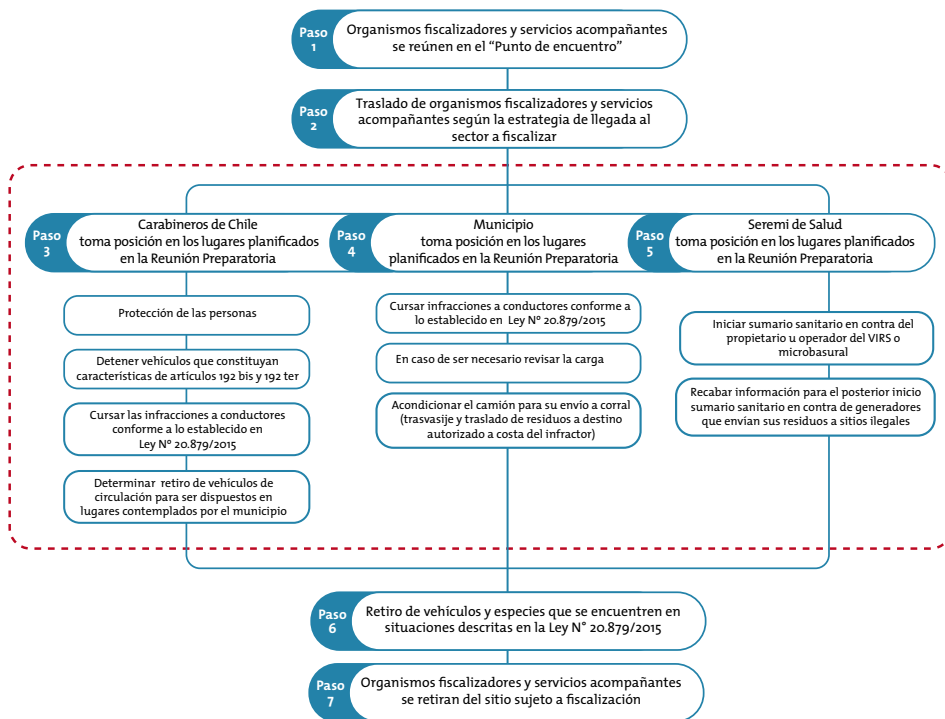 Paso
1
Organismos fiscalizadores y servicios acompañantes
se reúnen en el “Punto de encuentro”
Paso
2
Traslado de organismos fiscalizadores y servicios
acompañantes según la estrategia de llegada al
sector a fiscalizar
Paso
3
Carabineros de Chile
toma posición en los lugares planificados
en la Reunión Preparatoria
Protección de las personas
Detener vehículos que constituyan
características de artículos 192 bis y 192 ter
Cursar las infracciones a conductores
conforme a lo establecido en
Ley Nº 20.879/2015
Determinar retiro de vehículos de
circulación para ser dispuestos en
lugares contemplados por el municipio
Paso
4
Municipio
toma posición en los lugares
planificados en la Reunión Preparatoria
Cursar infracciones a conductores conforme a
lo establecido en Ley Nº 20.879/2015
En caso de ser necesario revisar la carga
Acondicionar el camión para su envío a corral
(trasvasije y traslado de residuos a destino
autorizado a costa del infractor)
Paso
5
Seremi de Salud
toma posición en los lugares planificados
en la Reunión Preparatoria
Iniciar sumario sanitario en contra del
propietario u operador del VIRS o
microbasural
Recabar información para el posterior inicio
sumario sanitario en contra de generadores
que envían sus residuos a sitios ilegales
Paso
6
Retiro de vehículos y especies que se encuentren en
situaciones descritas en la Ley N° 20.879/2015
Paso
7
Organismos fiscalizadores y servicios acompañantes
se retiran del sitio sujeto a fiscalización